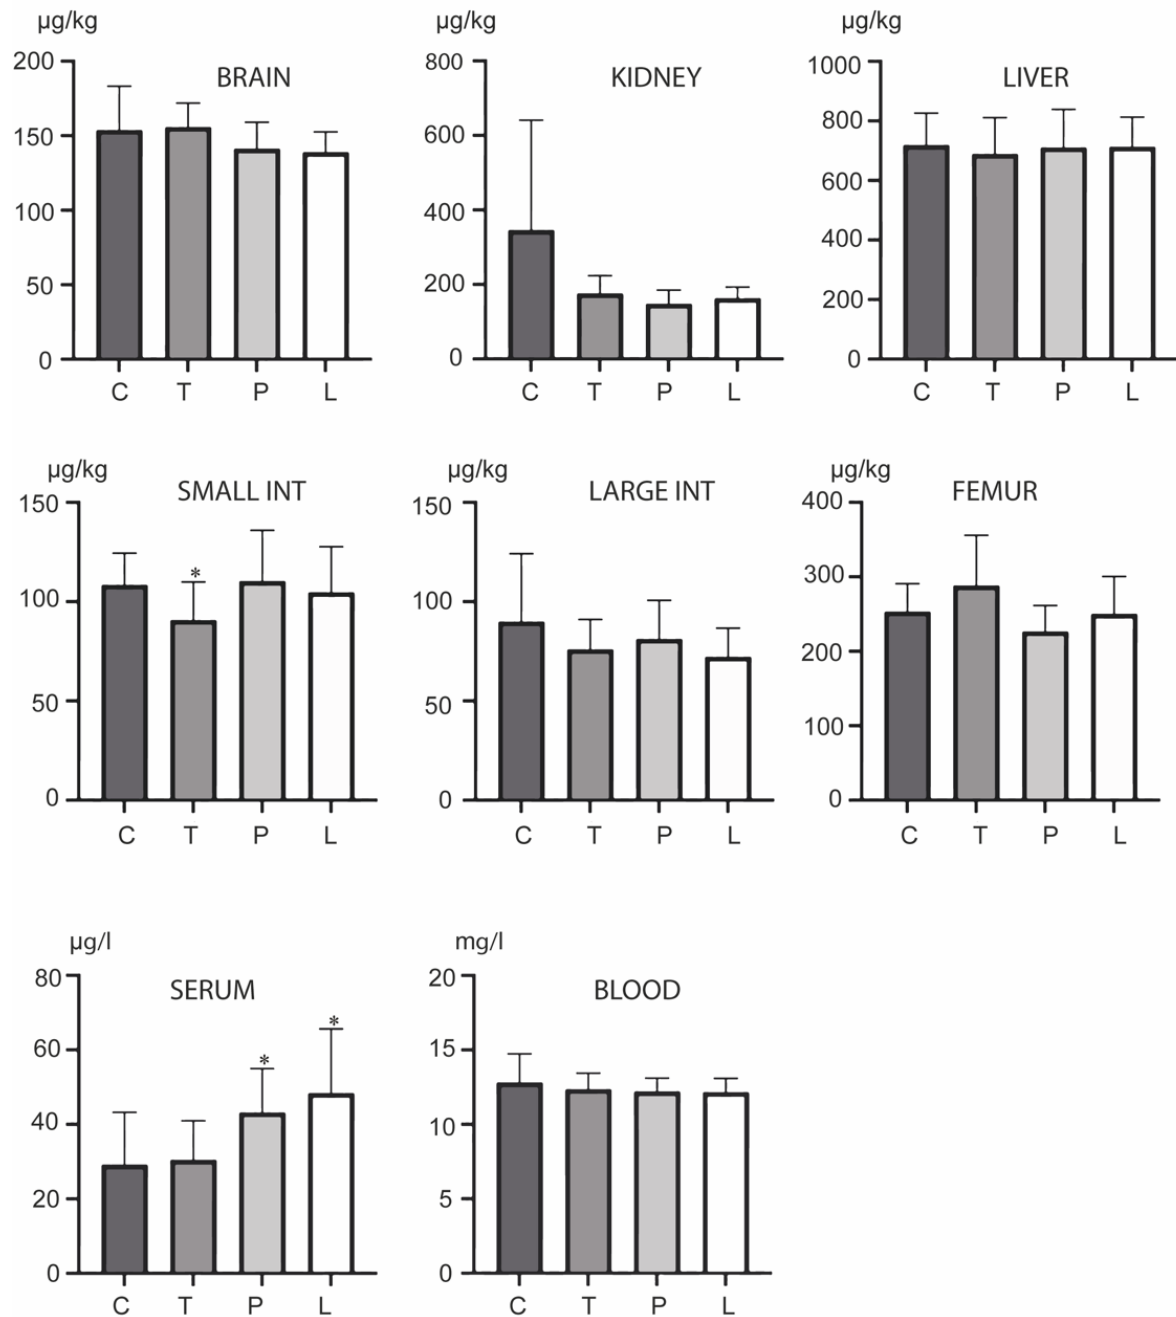 µg/kg µg/kg µg/kg
200 BRAIN 800 KIDNEY 1000 LIVER
150 600 800
100 400 600
50 200 400
0 0 200
0
C T P L C T P L C T P L
µg/kg µg/kg µg/kg
150 SMALL INT 150 LARGE INT 400 FEMUR
* 300
100 100 200
50 50 100
0 0 0
C T P L C T P L C T P L
µg/l mg/l
80 SERUM 20 BLOOD
* *
60 15
40 10
20 5
0 0
C T P L C T P L